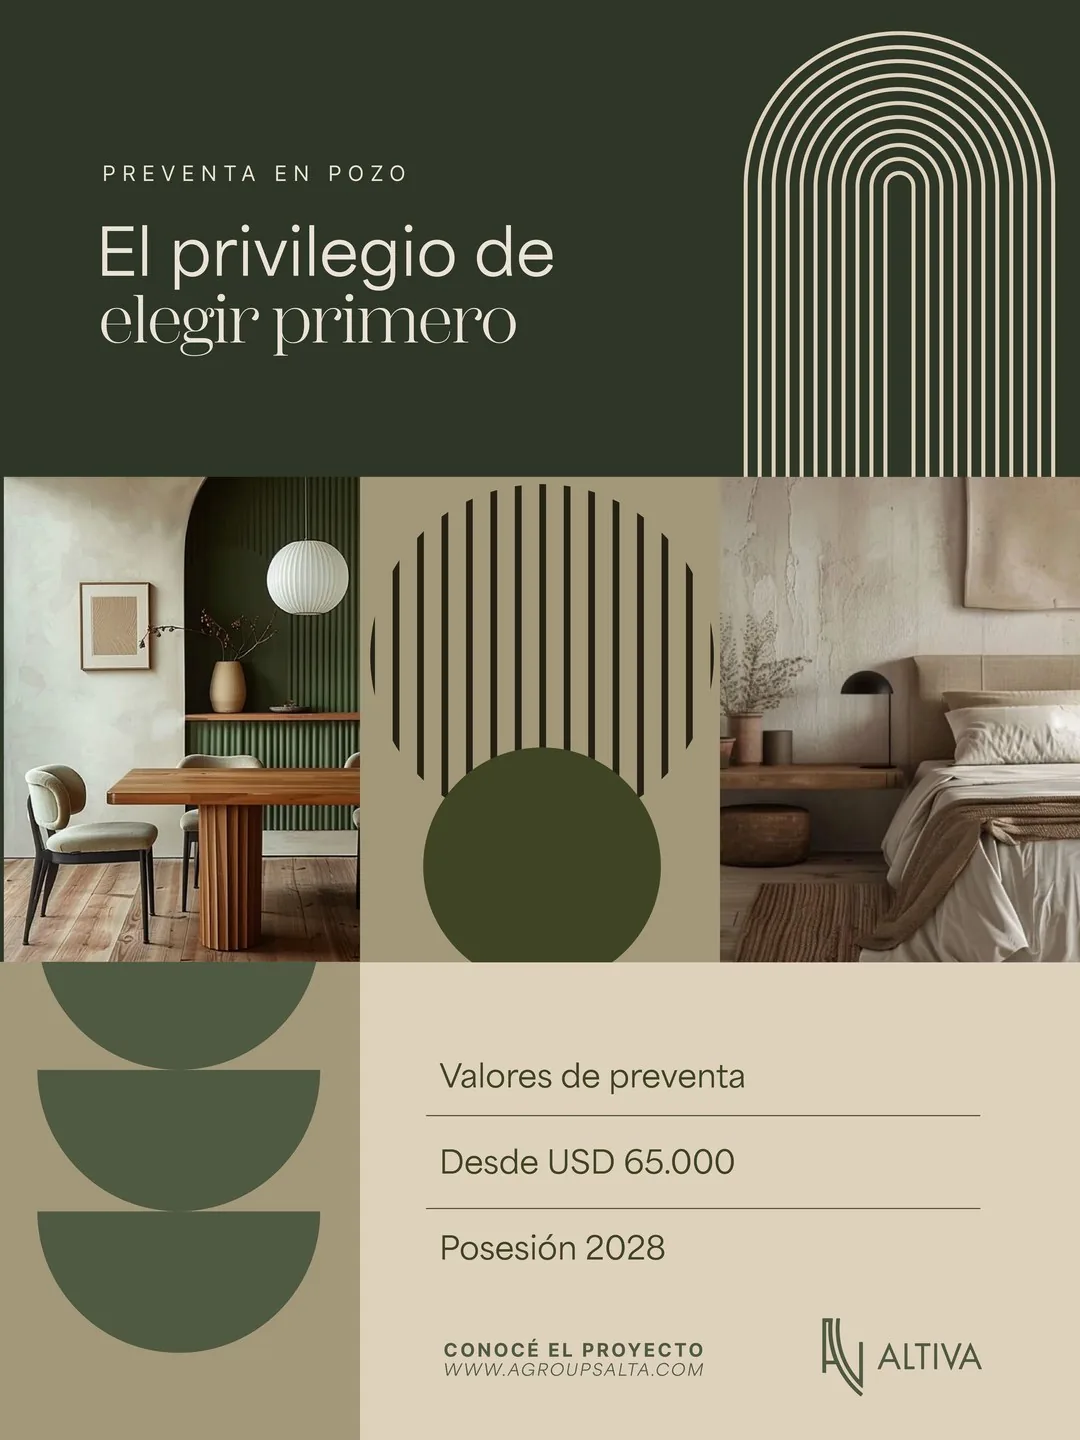 PREVENTA EN POZO
El privilegio de
elegir primero
Valores de preventa
Desde USD 65.000
Posesión 2028
CONOCÉ EL PROYECTO
WWW.AGROUPSALTA.COM
ALTIVA